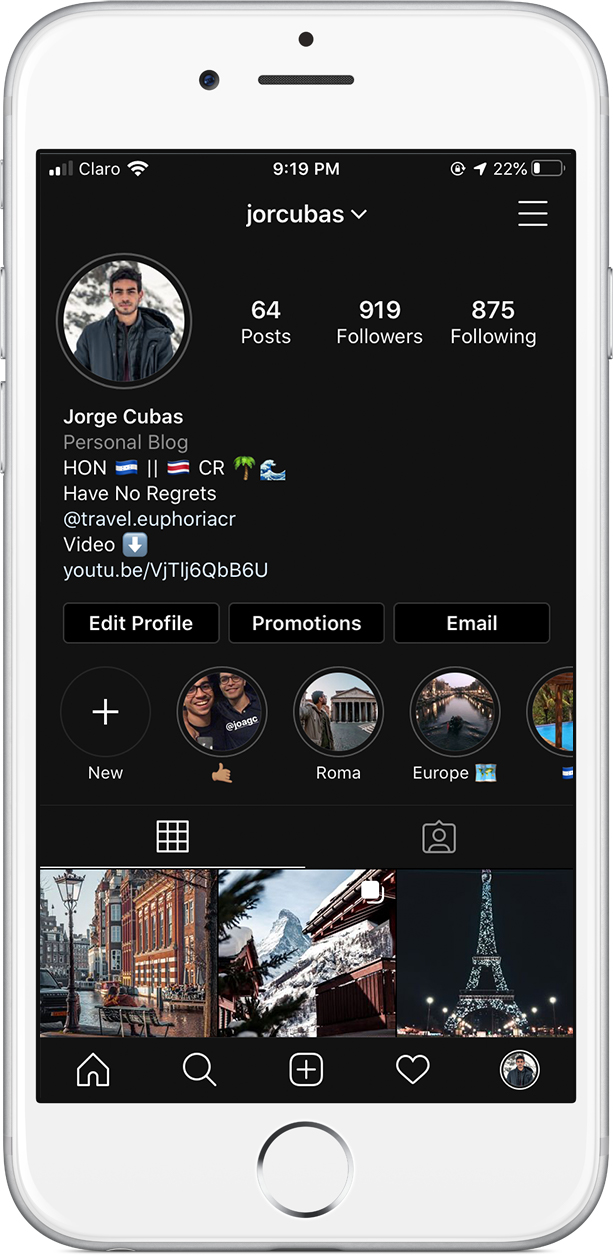 Claro 9:19 PM 22%
jorcubas
64 919 875
Posts Followers Following
Jorge Cubas
Personal Blog
HON 🇭🇳 || 🇨🇷 CR 🌴🌊
Have No Regrets
@travel.euphoriacr
Video ⬇️
youtu.be/VjTlj6QbB6U
Edit Profile Promotions Email
@joagc
New 🤙🏽 Roma Europe 🗺️ 🇭🇳